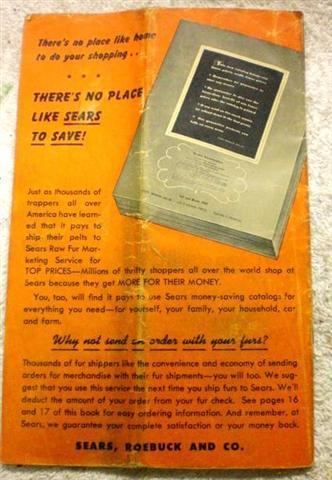 There's no place like home
to do your shopping..
THERE'S NO PLACE
LIKE SEARS
TO SAVE!
Just as thousands of
trappers all over
America have learn-
ed that it pays to
ship their pelts to
Sears Raw Fur Mar-
keting Service for
TOP PRICES—Millions of thrifty shoppers all over the world shop at
Sears because they get MORE FOR THEIR MONEY.
You, too, will find it pays to use Sears money-saving catalogs for
everything you need—for yourself, your family, your household, car
and farm.
Why not send an order with your furs?
Thousands of fur shippers like the convenience and economy of sending
orders for merchandise with their fur shipments—you will too. We sug-
gest that you use this service the next time you ship furs to Sears. We'll
deduct the amount of your order from your fur check. See pages 16
and 17 of this book for easy ordering information. And remember, at
Sears, we guarantee your complete satisfaction or your money back.
SEARS, ROEBUCK AND CO.